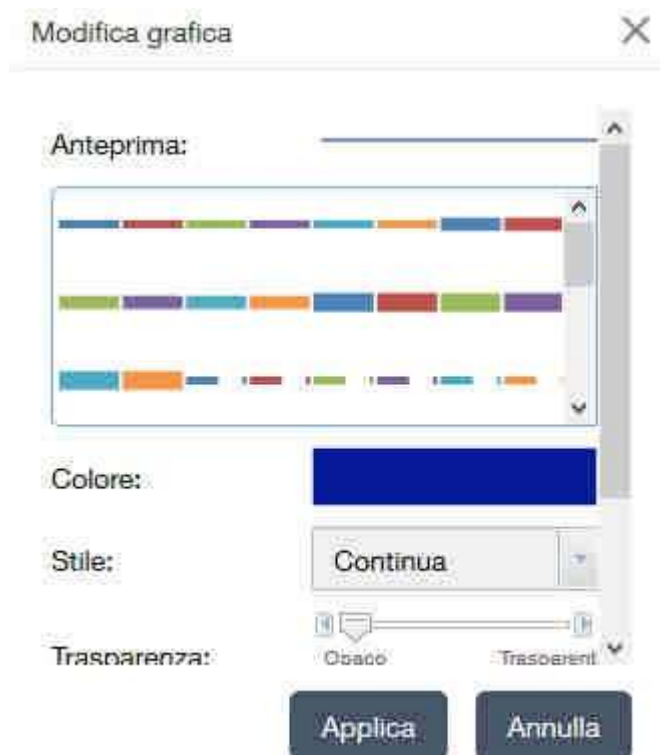 Modifica grafica
Anteprima:
Colore:
Stile:
Continua
Trasparenza:
Opaco
Trasparent
Applica
Annulla